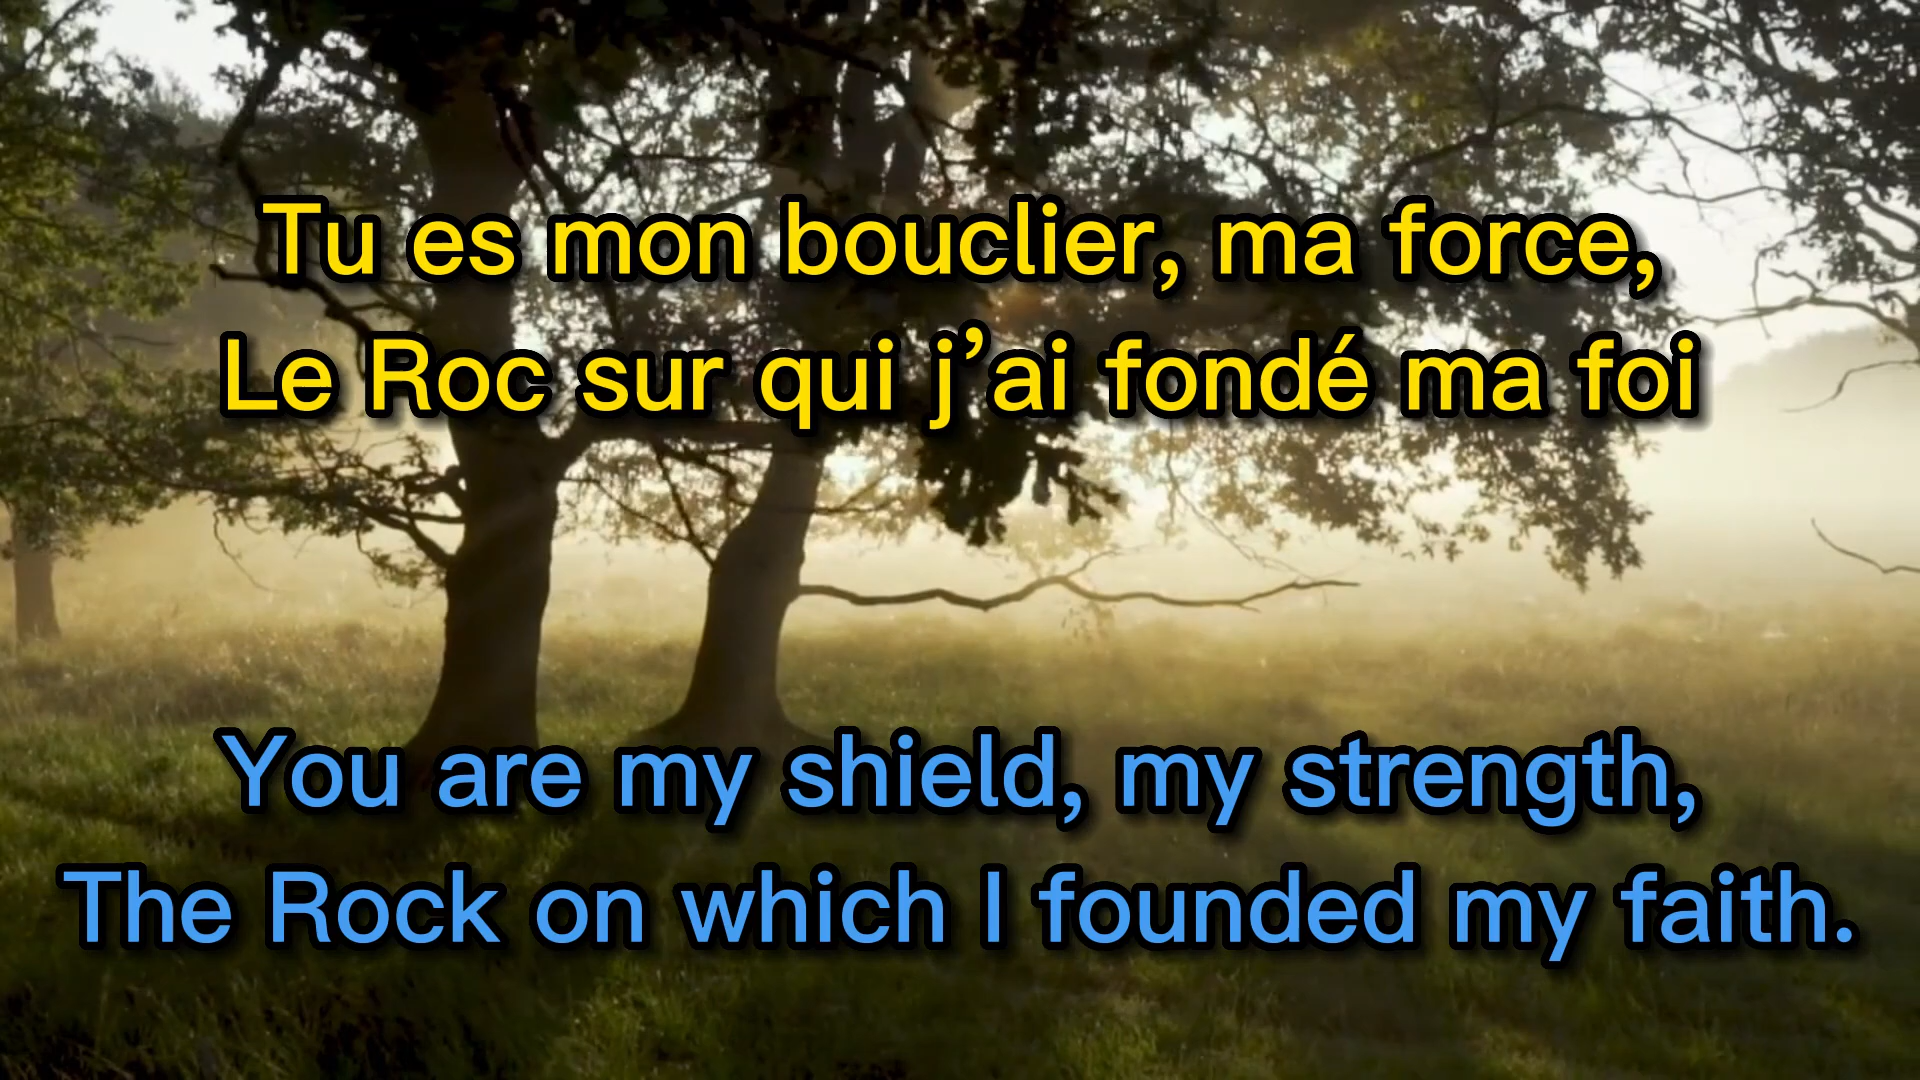 Tu es mon bouclier, ma force,
Le Roc sur qui j’ai fondé ma foi
You are my shield, my strength,
The Rock on which I founded my faith.